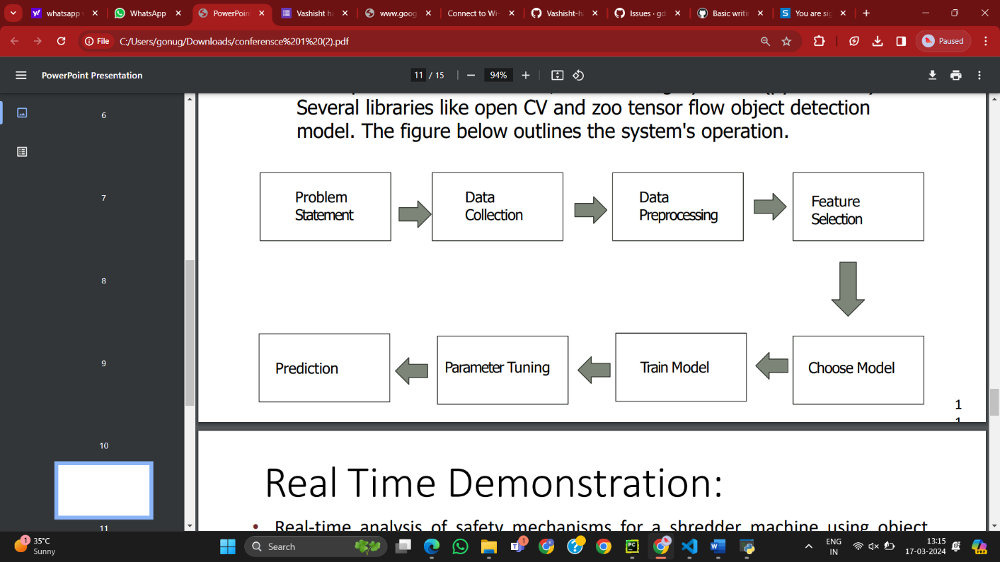 whatsapp
WhatsApp
PowerPoint
Vashisht ha
www.goog
Connect to Wi-
Vashisht-h
Issues · gd
Basic writin
You are sig
File
C:/Users/gonug/Downloads/conferensce%201%20(2).pdf
Paused
PowerPoint Presentation
11 / 15
94%
6
7
8
9
10
11
Several libraries like open CV and zoo tensor flow object detection
model. The figure below outlines the system's operation.
Problem
Statement
Data
Collection
Data
Preprocessing
Feature
Selection
Prediction
Parameter Tuning
Train Model
Choose Model
1
1
Real Time Demonstration:
• Real-time analysis of safety mechanisms for a shredder machine using object
1
35°C
Sunny
Search
1
ENG
IN
13:15
17-03-2024